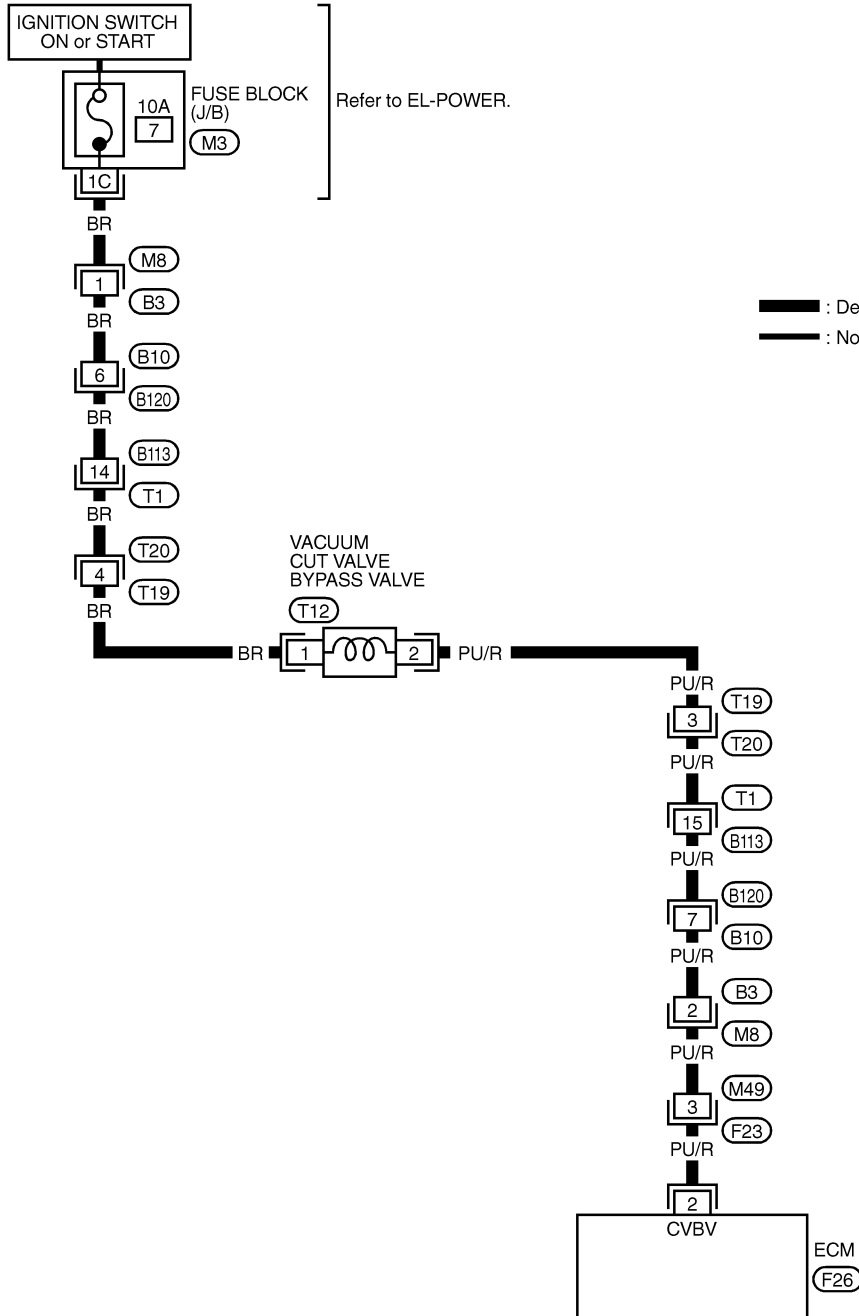 IGNITION SWITCH
ON or START
10A
7
FUSE BLOCK
(J/B)
M3
Refer to EL-POWER.
1C
BR
M8
1
B3
BR
: De
: No
B10
6
B120
BR
B113
14
T1
BR
T20
4
T19
BR
VACUUM
CUT VALVE
BYPASS VALVE
T12
BR
1
2
PU/R
PU/R
T19
3
T20
PU/R
T1
15
B113
PU/R
B120
7
B10
PU/R
B3
2
M8
PU/R
M49
3
F23
PU/R
2
CVBV
ECM
F26